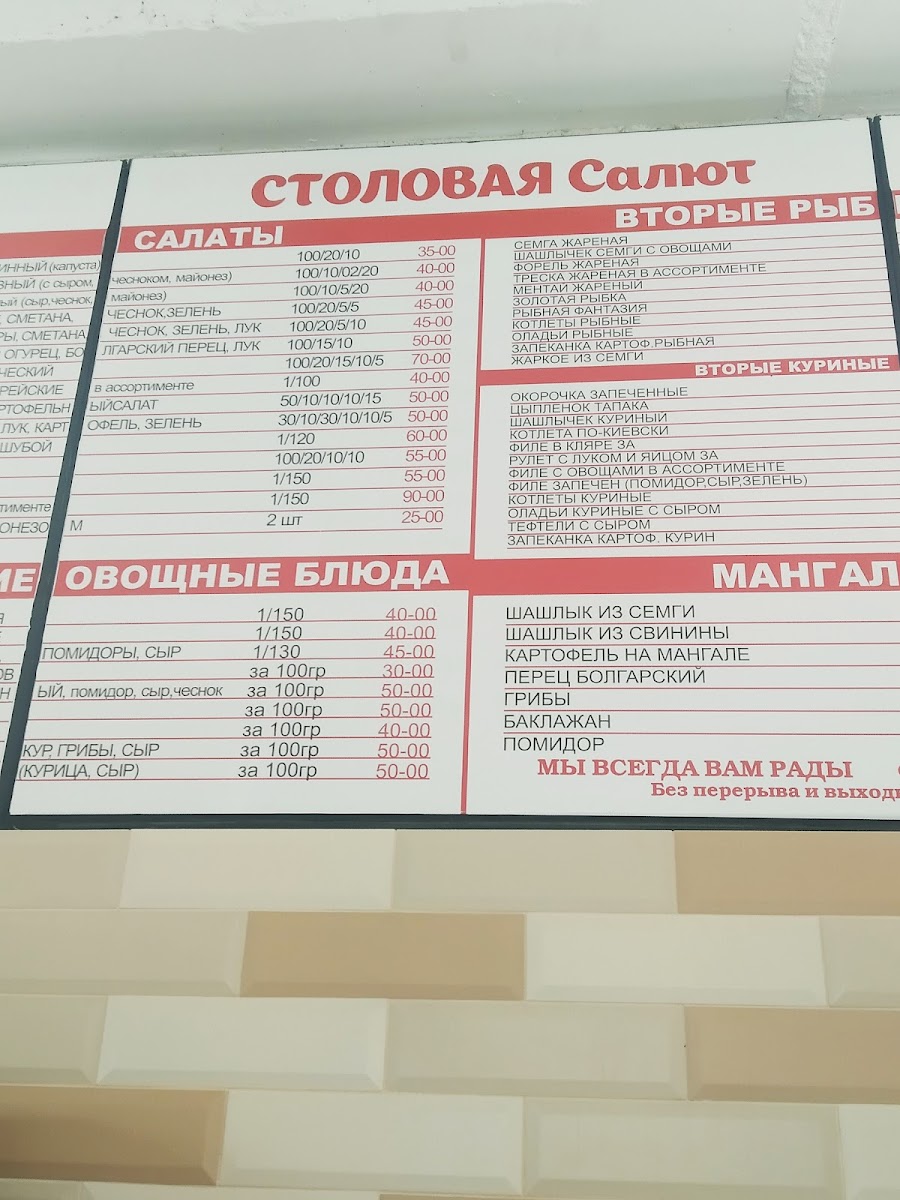 СТОЛОВАЯ Салют
САЛАТЫ
ИННЫЙ (капуста)
100/20/10 35-00
ЗНЫЙ (с сыром, чесноком, майонез) 100/10/02/20 40-00
ый (сыр,чеснок, майонез) 100/10/5/20 40-00
, СМЕТАНА, ЧЕСНОК,ЗЕЛЕНЬ 100/20/5/5 45-00
РЫ, СМЕТАНА ЧЕСНОК, ЗЕЛЕНЬ, ЛУК 100/20/5/10 45-00
ОГУРЕЦ, БО ЛГАРСКИЙ ПЕРЕЦ, ЛУК 100/15/10 50-00
ЧЕСКИЙ 100/20/15/10/5 70-00
РЕЙСКИЕ в ассортименте 1/100 40-00
РТОФЕЛЬН ЫЙСАЛАТ 50/10/10/10/15 50-00
ЛУК, КАРТ ОФЕЛЬ, ЗЕЛЕНЬ 30/10/30/10/10/5 50-00
ШУБОЙ 1/120 60-00
100/20/10/10 55-00
1/150 55-00
тименте 1/150 90-00
ОНЕЗО М 2 шт 25-00
ИЕ
ОВОЩНЫЕ БЛЮДА
1/150 40-00
1/150 40-00
ПОМИДОРЫ, СЫР 1/130 45-00
ОВ за 100гр 30-00
Н ЫЙ, помидор, сыр,чеснок за 100гр 50-00
за 100гр 50-00
за 100гр 40-00
КУР, ГРИБЫ, СЫР за 100гр 50-00
(КУРИЦА, СЫР) за 100гр 50-00
ВТОРЫЕ РЫБ
СЕМГА ЖАРЕНАЯ
ШАШЛЫЧЕК СЕМГИ С ОВОЩАМИ
ФОРЕЛЬ ЖАРЕНАЯ
ТРЕСКА ЖАРЕНАЯ В АССОРТИМЕНТЕ
МЕНТАЙ ЖАРЕНЫЙ
ЗОЛОТАЯ РЫБКА
РЫБНАЯ ФАНТАЗИЯ
КОТЛЕТЫ РЫБНЫЕ
ОЛАДЬИ РЫБНЫЕ
ЗАПЕКАНКА КАРТОФ.РЫБНАЯ
ЖАРКОЕ ИЗ СЕМГИ
ВТОРЫЕ КУРИНЫЕ
ОКОРОЧКА ЗАПЕЧЕННЫЕ
ЦЫПЛЕНОК ТАПАКА
ШАШЛЫЧЕК КУРИНЫЙ
КОТЛЕТА ПО-КИЕВСКИ
ФИЛЕ В КЛЯРЕ ЗА
РУЛЕТ С ЛУКОМ И ЯИЦОМ ЗА
ФИЛЕ С ОВОЩАМИ В АССОРТИМЕНТЕ
ФИЛЕ ЗАПЕЧЕН (ПОМИДОР,СЫР,ЗЕЛЕНЬ)
КОТЛЕТЫ КУРИНЫЕ
ОЛАДЬИ КУРИНЫЕ С СЫРОМ
ТЕФТЕЛИ С СЫРОМ
ЗАПЕКАНКА КАРТОФ. КУРИН
МАНГАЛ
ШАШЛЫК ИЗ СЕМГИ
ШАШЛЫК ИЗ СВИНИНЫ
КАРТОФЕЛЬ НА МАНГАЛЕ
ПЕРЕЦ БОЛГАРСКИЙ
ГРИБЫ
БАКЛАЖАН
ПОМИДОР
МЫ ВСЕГДА ВАМ РАДЫ
Без перерыва и выходн